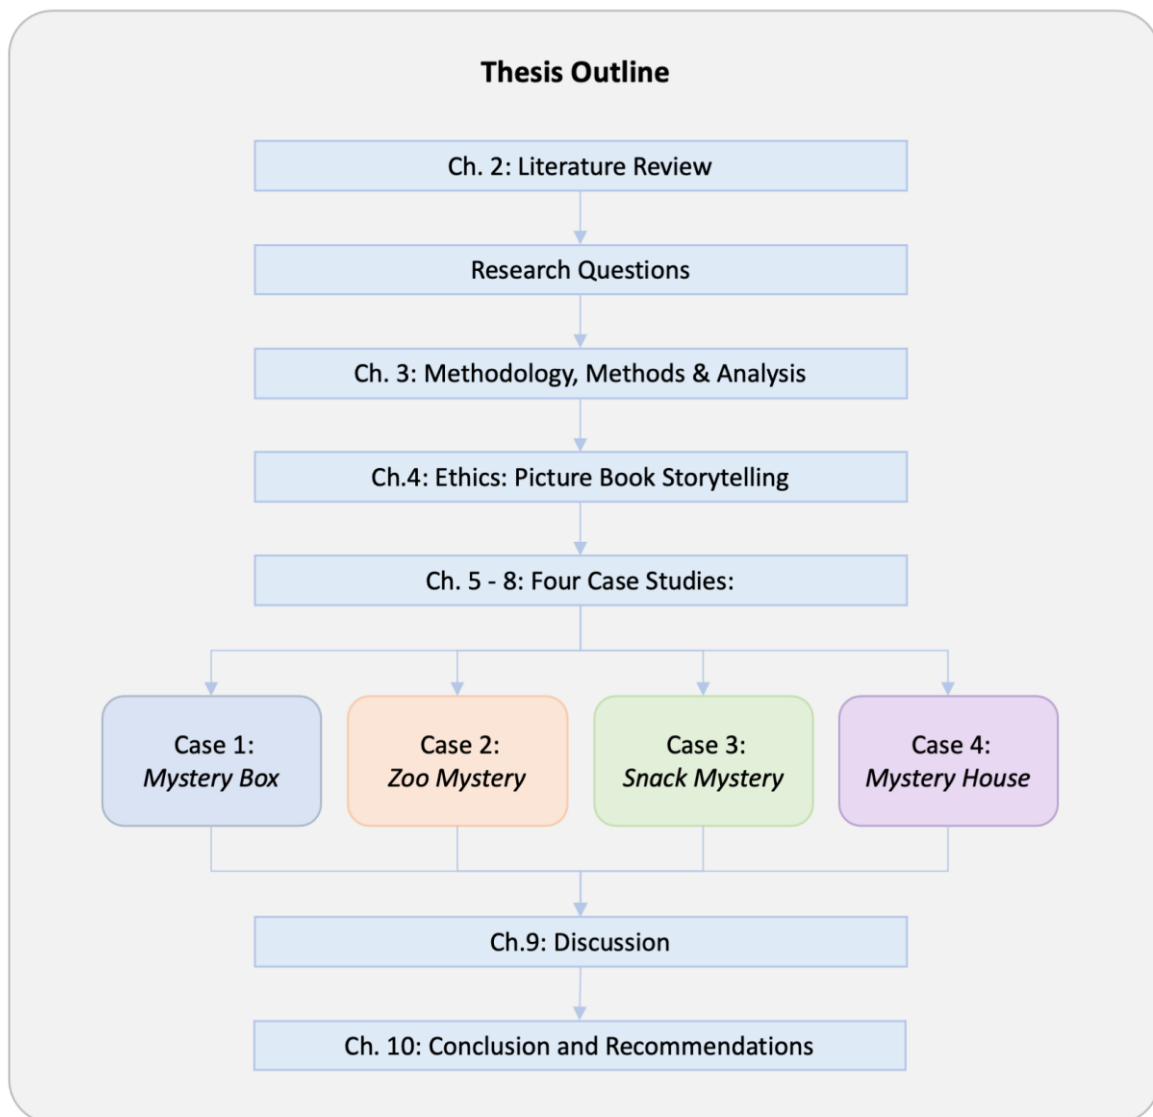 Thesis Outline
Ch. 2: Literature Review
Research Questions
Ch. 3: Methodology, Methods & Analysis
Ch.4: Ethics: Picture Book Storytelling
Ch. 5 - 8: Four Case Studies:
Case 1:
Mystery Box
Case 2:
Zoo Mystery
Case 3:
Snack Mystery
Case 4:
Mystery House
Ch.9: Discussion
Ch. 10: Conclusion and Recommendations